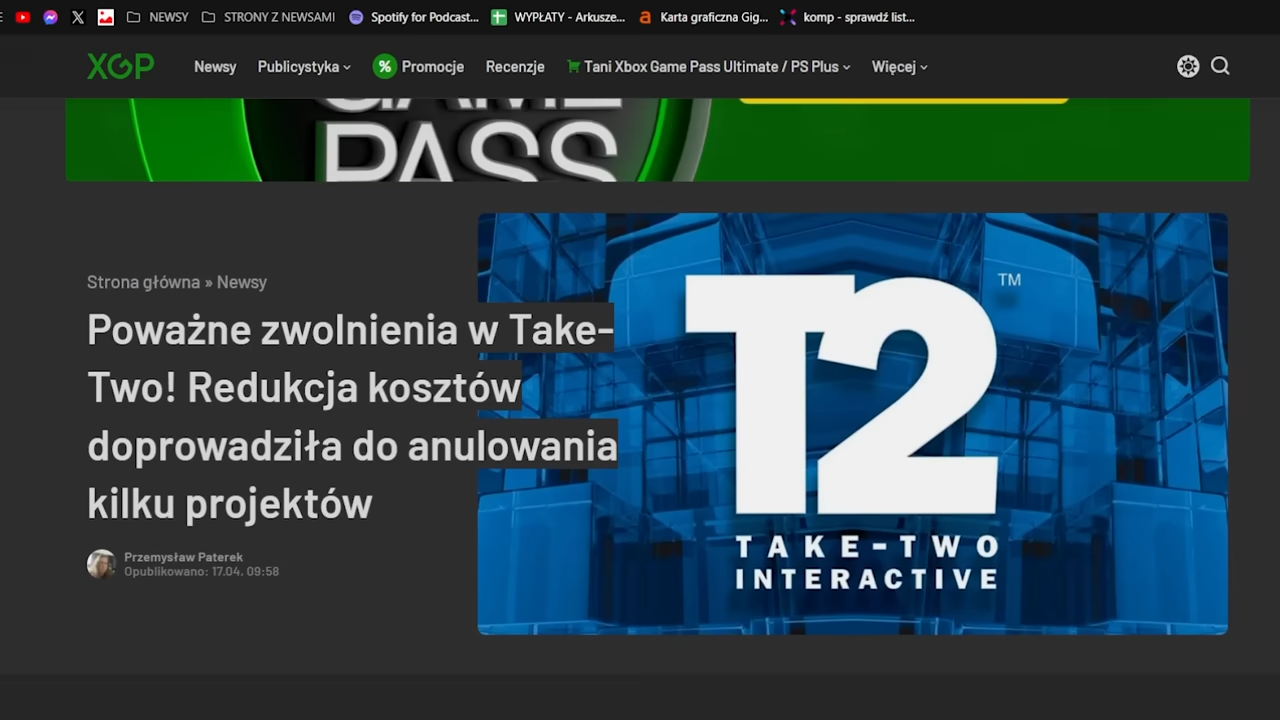 NEWSY
STRONY Z NEWSAMI
Spotify for Podcast...
WYPŁATY - Arkusze...
Karta graficzna Gig...
komp - sprawdź list...
XGP
Newsy
Publicystyka
% Promocje
Recenzje
Tani Xbox Game Pass Ultimate / PS Plus
Więcej
GAME
PASS
Strona główna » Newsy
Poważne zwolnienia w Take-
Two! Redukcja kosztów
doprowadziła do anulowania
kilku projektów
Przemysław Paterek
Opublikowano: 17.04, 09:58
T2 TM
TAKE-TWO
INTERACTIVE